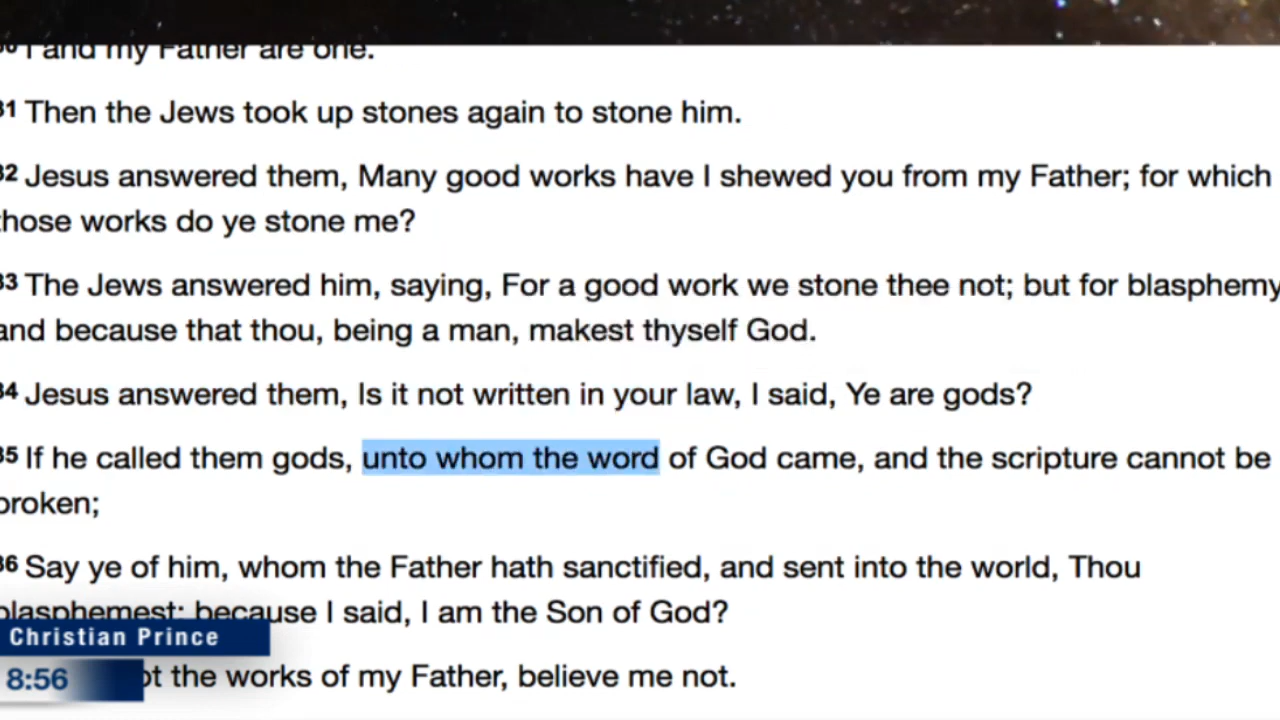 I and my Father are one.
31 Then the Jews took up stones again to stone him.
32 Jesus answered them, Many good works have I shewed you from my Father; for which
those works do ye stone me?
33 The Jews answered him, saying, For a good work we stone thee not; but for blasphemy
and because that thou, being a man, makest thyself God.
34 Jesus answered them, Is it not written in your law, I said, Ye are gods?
35 If he called them gods, unto whom the word of God came, and the scripture cannot be
broken;
36 Say ye of him, whom the Father hath sanctified, and sent into the world, Thou
blasphemest; because I said, I am the Son of God?
Christian Prince
8:56
the works of my Father, believe me not.